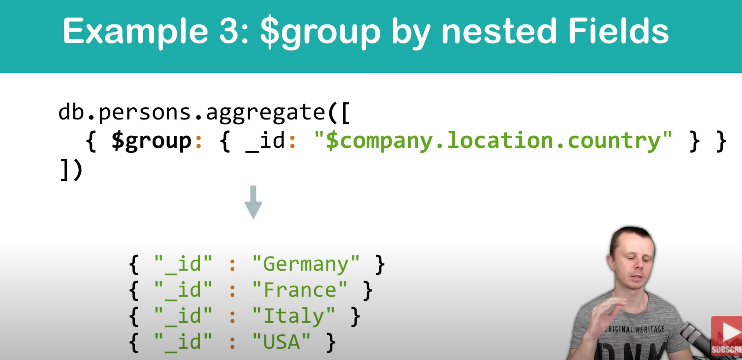 Example 3: $group by nested Fields
db.persons.aggregate([
{ $group: { _id: "$company.location.country" } }
])
{ "_id" : "Germany" }
{ "_id" : "France" }
{ "_id" : "Italy" }
{ "_id" : "USA" }
ORIGINAL HERITAGE